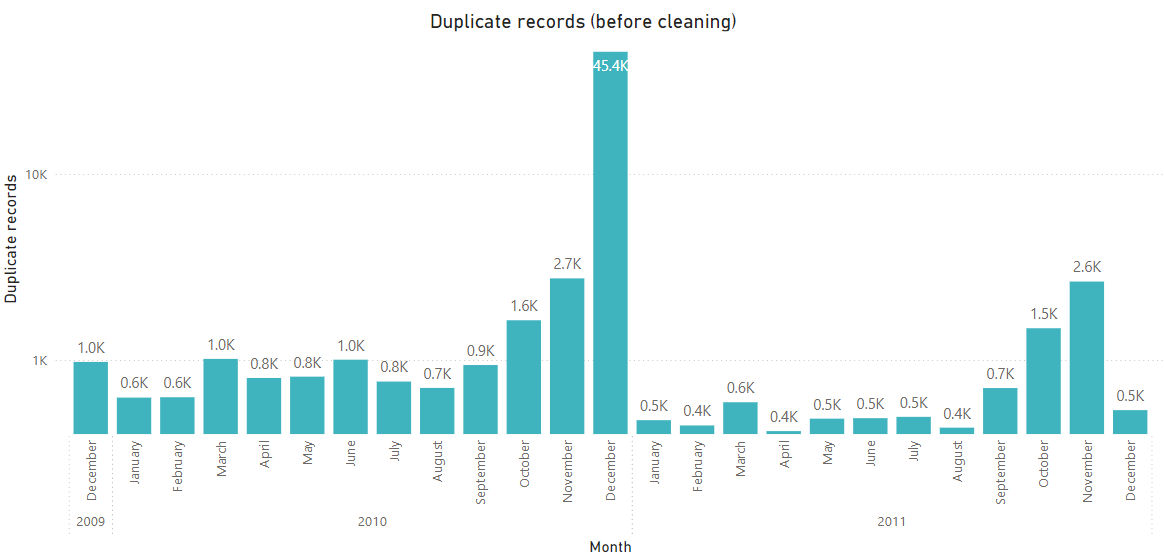 Duplicate records (before cleaning)
Duplicate records
10K
1K
1.0K
0.6K
0.6K
1.0K
0.8K
0.8K
1.0K
0.8K
0.7K
0.9K
1.6K
2.7K
45.4K
0.5K
0.4K
0.6K
0.4K
0.5K
0.5K
0.5K
0.4K
0.7K
1.5K
2.6K
0.5K
December
January
February
March
April
May
June
July
August
September
October
November
December
January
February
March
April
May
June
July
August
September
October
November
December
2009
2010
2011
Month